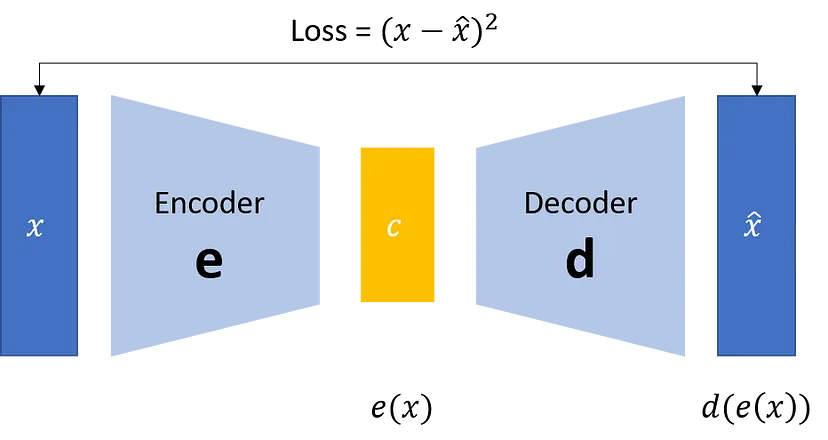 Loss = (x − x̂)²
x
Encoder
e
c
Decoder
d
x̂
e(x)
d(e(x))